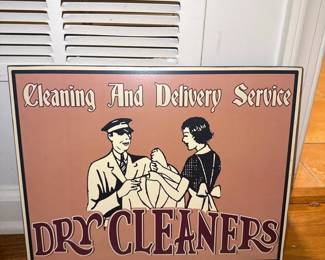 Cleaning And Delivery Service
DRY CLEANERS